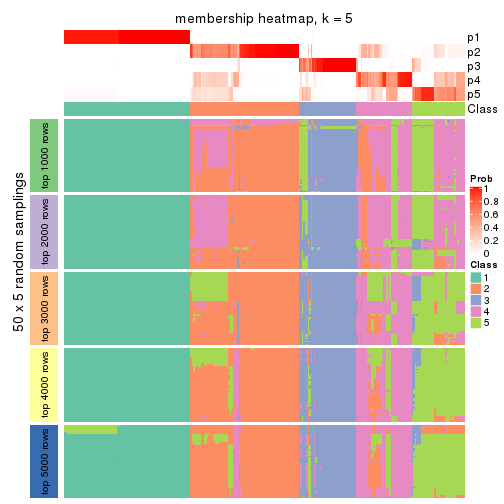 membership heatmap, k = 5
p1
p2
p3
p4
p5
Class
50 x 5 random samplings
top 1000 rows
top 2000 rows
top 3000 rows
top 4000 rows
top 5000 rows
Prob
1
0.8
0.6
0.4
0.2
0
Class
1
2
3
4
5